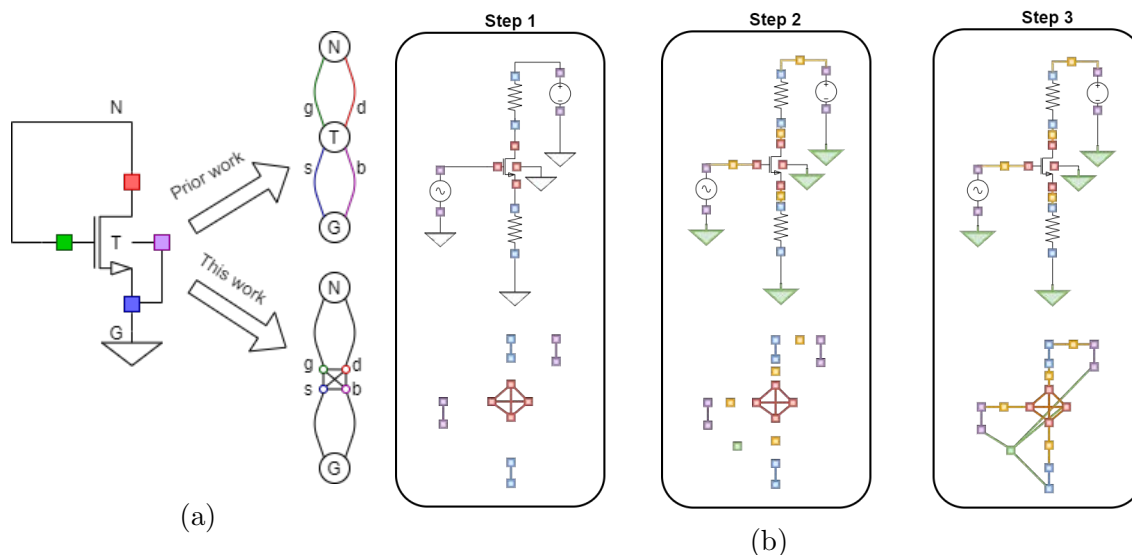 N
T
G
Prior work
This work
N
g d
T
s b
G
N
g d
s b
G
(a)
Step 1
Step 2
Step 3
(b)